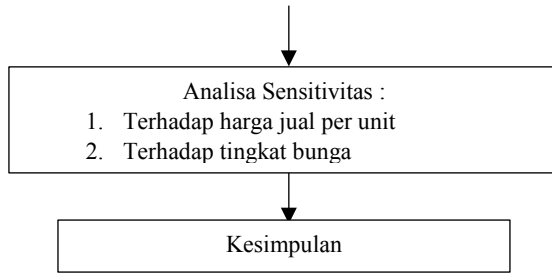 Analisa Sensitivitas :
1. Terhadap harga jual per unit
2. Terhadap tingkat bunga
Kesimpulan